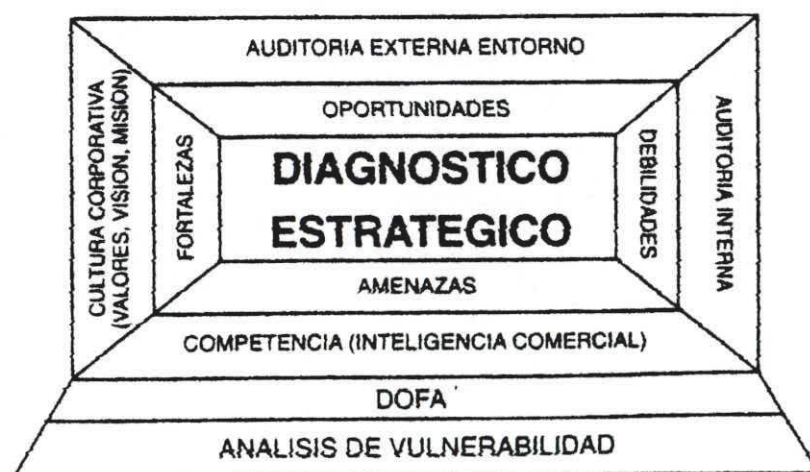 AUDITORIA EXTERNA ENTORNO
OPORTUNIDADES
CULTURA CORPORATIVA
(VALORES, VISION, MISION)
FORTALEZAS
DIAGNOSTICO
ESTRATEGICO
DEBILIDADES
AUDITORIA INTERNA
AMENAZAS
COMPETENCIA (INTELIGENCIA COMERCIAL)
DOFA
ANALISIS DE VULNERABILIDAD